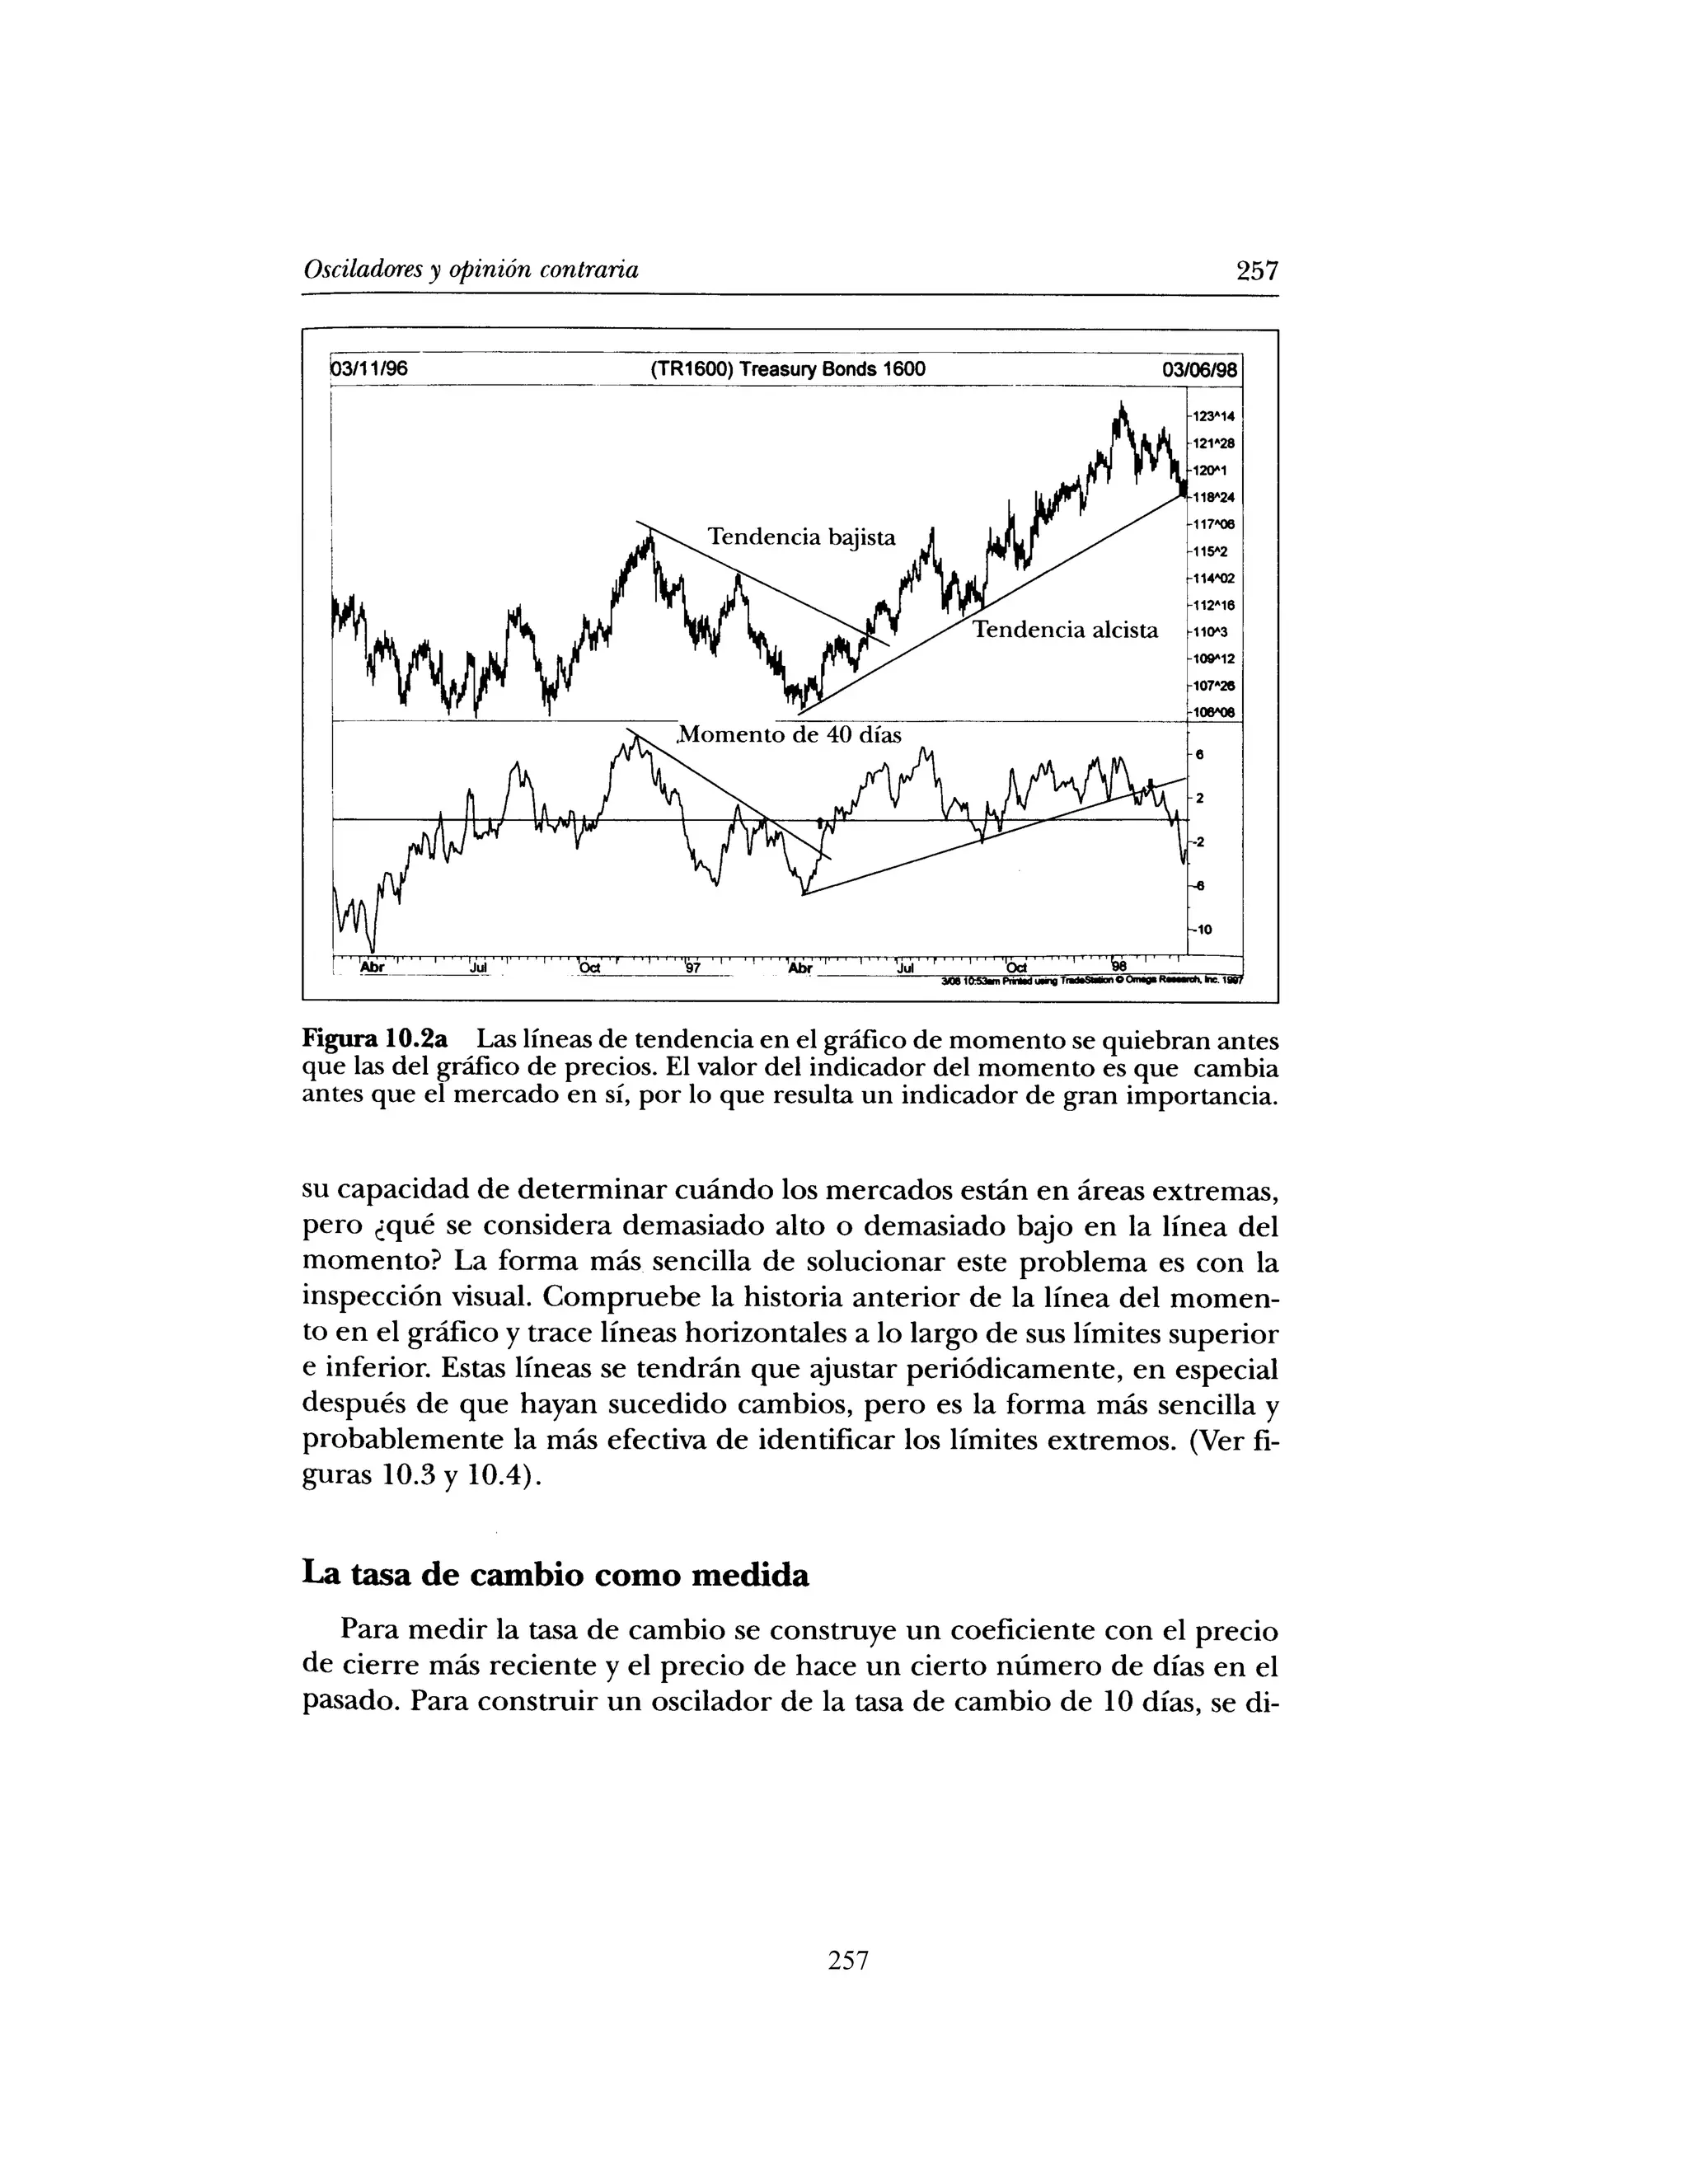 Osciladores y opinión contraria 257
03/11/96 (TR1600) Treasury Bonds 1600 03/06/98
123^14
121^28
120^1
118^24
117^06
Tendencia bajista
115^2
114^02
112^16
Tendencia alcista
110^3
109^12
107^26
106^06
Momento de 40 días
6
2
-2
-6
-10
Abr Jul Oct 97 Abr Jul Oct 98
3/06 10:53am Printed using TradeStation © Omega Research, Inc. 1997
Figura 10.2a Las líneas de tendencia en el gráfico de momento se quiebran antes
que las del gráfico de precios. El valor del indicador del momento es que cambia
antes que el mercado en sí, por lo que resulta un indicador de gran importancia.
su capacidad de determinar cuándo los mercados están en áreas extremas,
pero ¿qué se considera demasiado alto o demasiado bajo en la línea del
momento? La forma más sencilla de solucionar este problema es con la
inspección visual. Compruebe la historia anterior de la línea del momen-
to en el gráfico y trace líneas horizontales a lo largo de sus límites superior
e inferior. Estas líneas se tendrán que ajustar periódicamente, en especial
después de que hayan sucedido cambios, pero es la forma más sencilla y
probablemente la más efectiva de identificar los límites extremos. (Ver fi-
guras 10.3 y 10.4).
La tasa de cambio como medida
Para medir la tasa de cambio se construye un coeficiente con el precio
de cierre más reciente y el precio de hace un cierto número de días en el
pasado. Para construir un oscilador de la tasa de cambio de 10 días, se di-
257